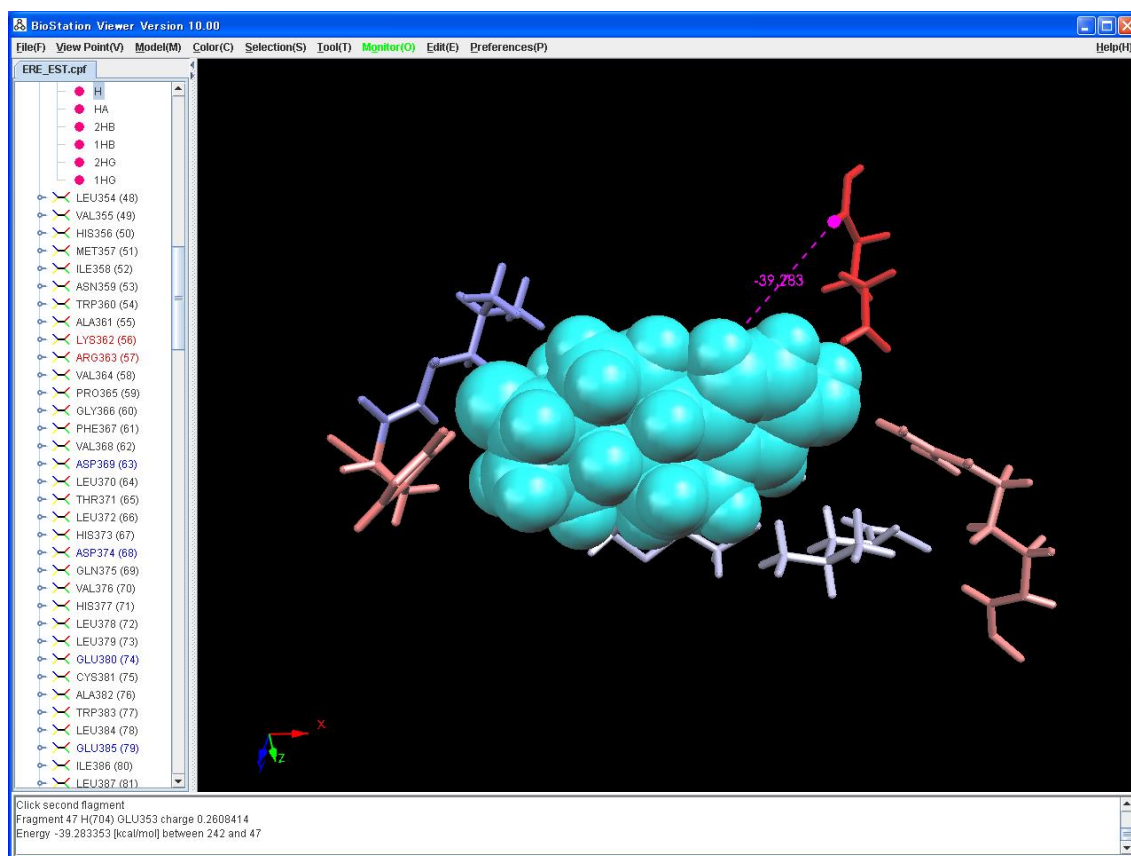 BioStation Viewer Version 10.00
File(F) View Point(V) Model(M) Color(C) Selection(S) Tool(T) Monitor(O) Edit(E) Preferences(P) Help(H)
ERE_EST.cpf
H
HA
2HB
1HB
2HG
1HG
LEU354 (48)
VAL355 (49)
HIS356 (50)
MET357 (51)
ILE358 (52)
ASN359 (53)
TRP360 (54)
ALA361 (55)
LYS362 (56)
ARG363 (57)
VAL364 (58)
PRO365 (59)
GLY366 (60)
PHE367 (61)
VAL368 (62)
ASP369 (63)
LEU370 (64)
THR371 (65)
LEU372 (66)
HIS373 (67)
ASP374 (68)
GLN375 (69)
VAL376 (70)
HIS377 (71)
LEU378 (72)
LEU379 (73)
GLU380 (74)
CYS381 (75)
ALA382 (76)
TRP383 (77)
LEU384 (78)
GLU385 (79)
ILE386 (80)
LEU387 (81)
-39.283
X
Z
Click second flagment
Fragment 47 H(704) GLU353 charge 0.2608414
Energy -39.283353 [kcal/mol] between 242 and 47